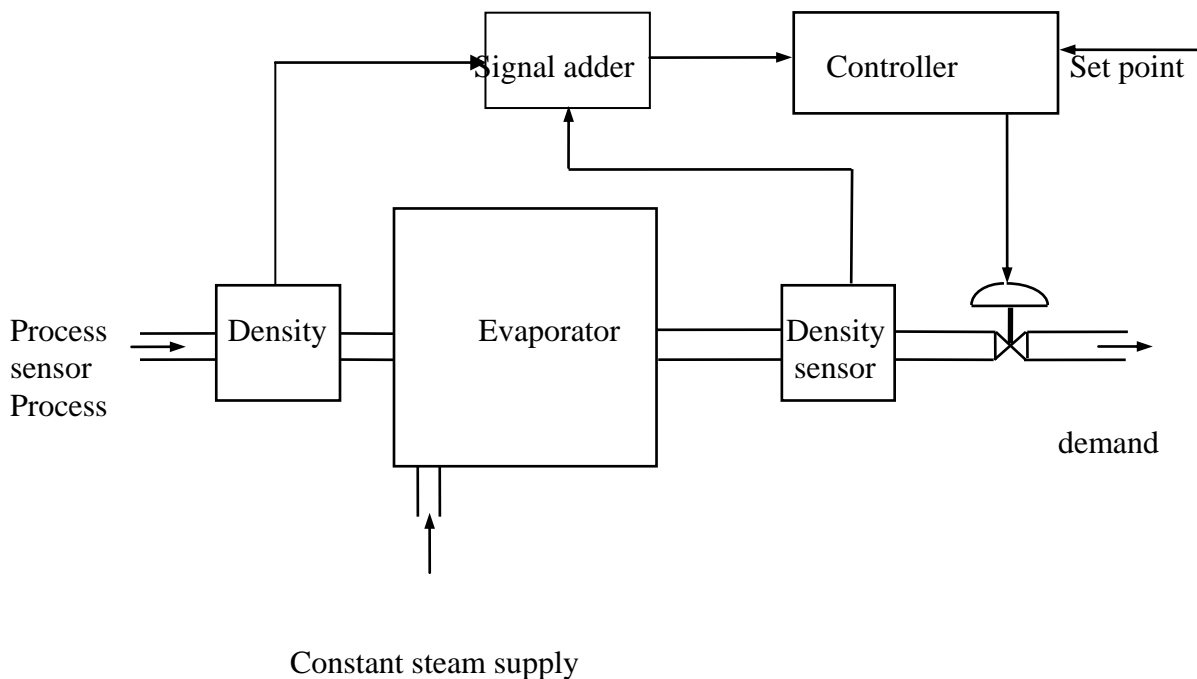 Signal adder
Controller
Set point
Process
sensor
Process
Density
Evaporator
Density
sensor
demand
Constant steam supply